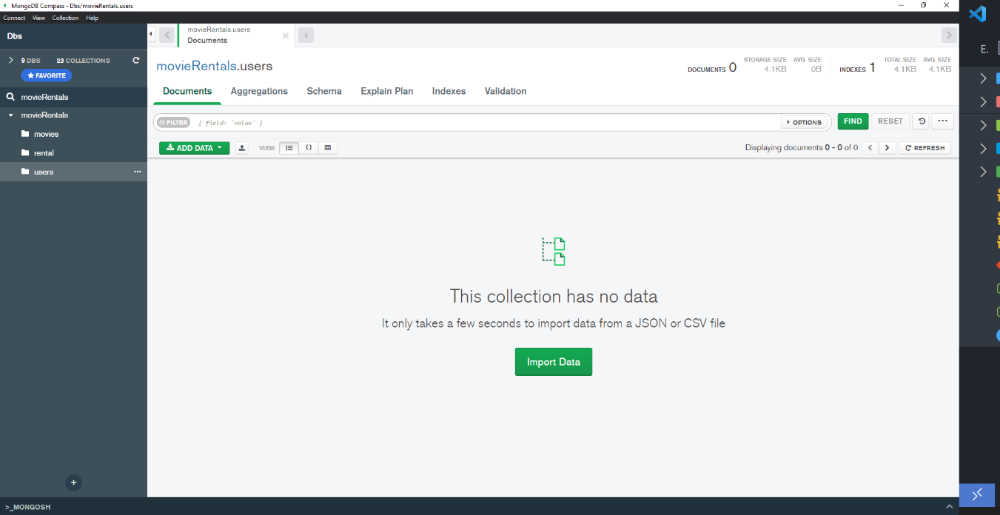 MongoDB Compass - Dbs/movieRentals.users
Connect View Collection Help
Dbs
9 DBS 23 COLLECTIONS
FAVORITE
movieRentals
movieRentals
movies
rental
users
>_MONGOSH
movieRentals.users
Documents
movieRentals.users
DOCUMENTS 0
STORAGE SIZE
4.1KB
AVG. SIZE
0B
INDEXES 1
TOTAL SIZE
4.1KB
AVG. SIZE
4.1KB
Documents Aggregations Schema Explain Plan Indexes Validation
FILTER { field: 'value' } OPTIONS FIND RESET
ADD DATA VIEW Displaying documents 0 - 0 of 0 REFRESH
This collection has no data
It only takes a few seconds to import data from a JSON or CSV file
Import Data
E.